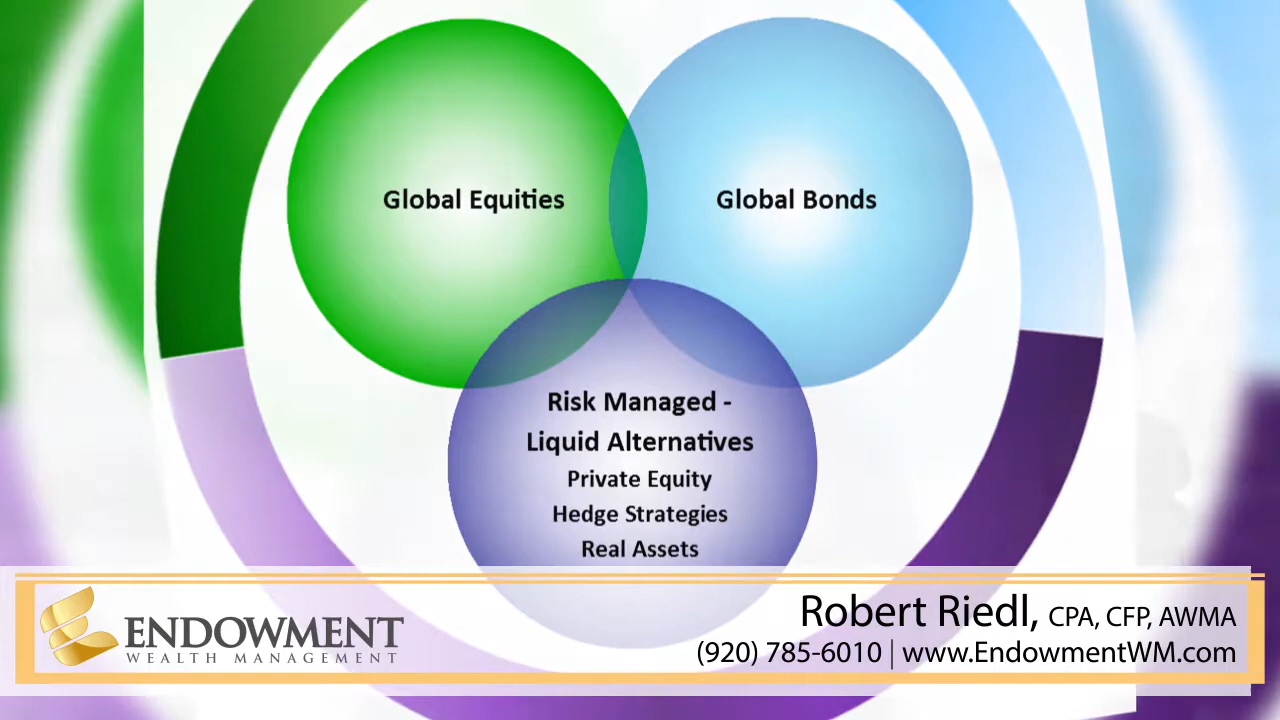 Global Equities
Global Bonds
Risk Managed -
Liquid Alternatives
Private Equity
Hedge Strategies
Real Assets
ENDOWMENT
WEALTH MANAGEMENT
Robert Riedl, CPA, CFP, AWMA
(920) 785-6010 | www.EndowmentWM.com